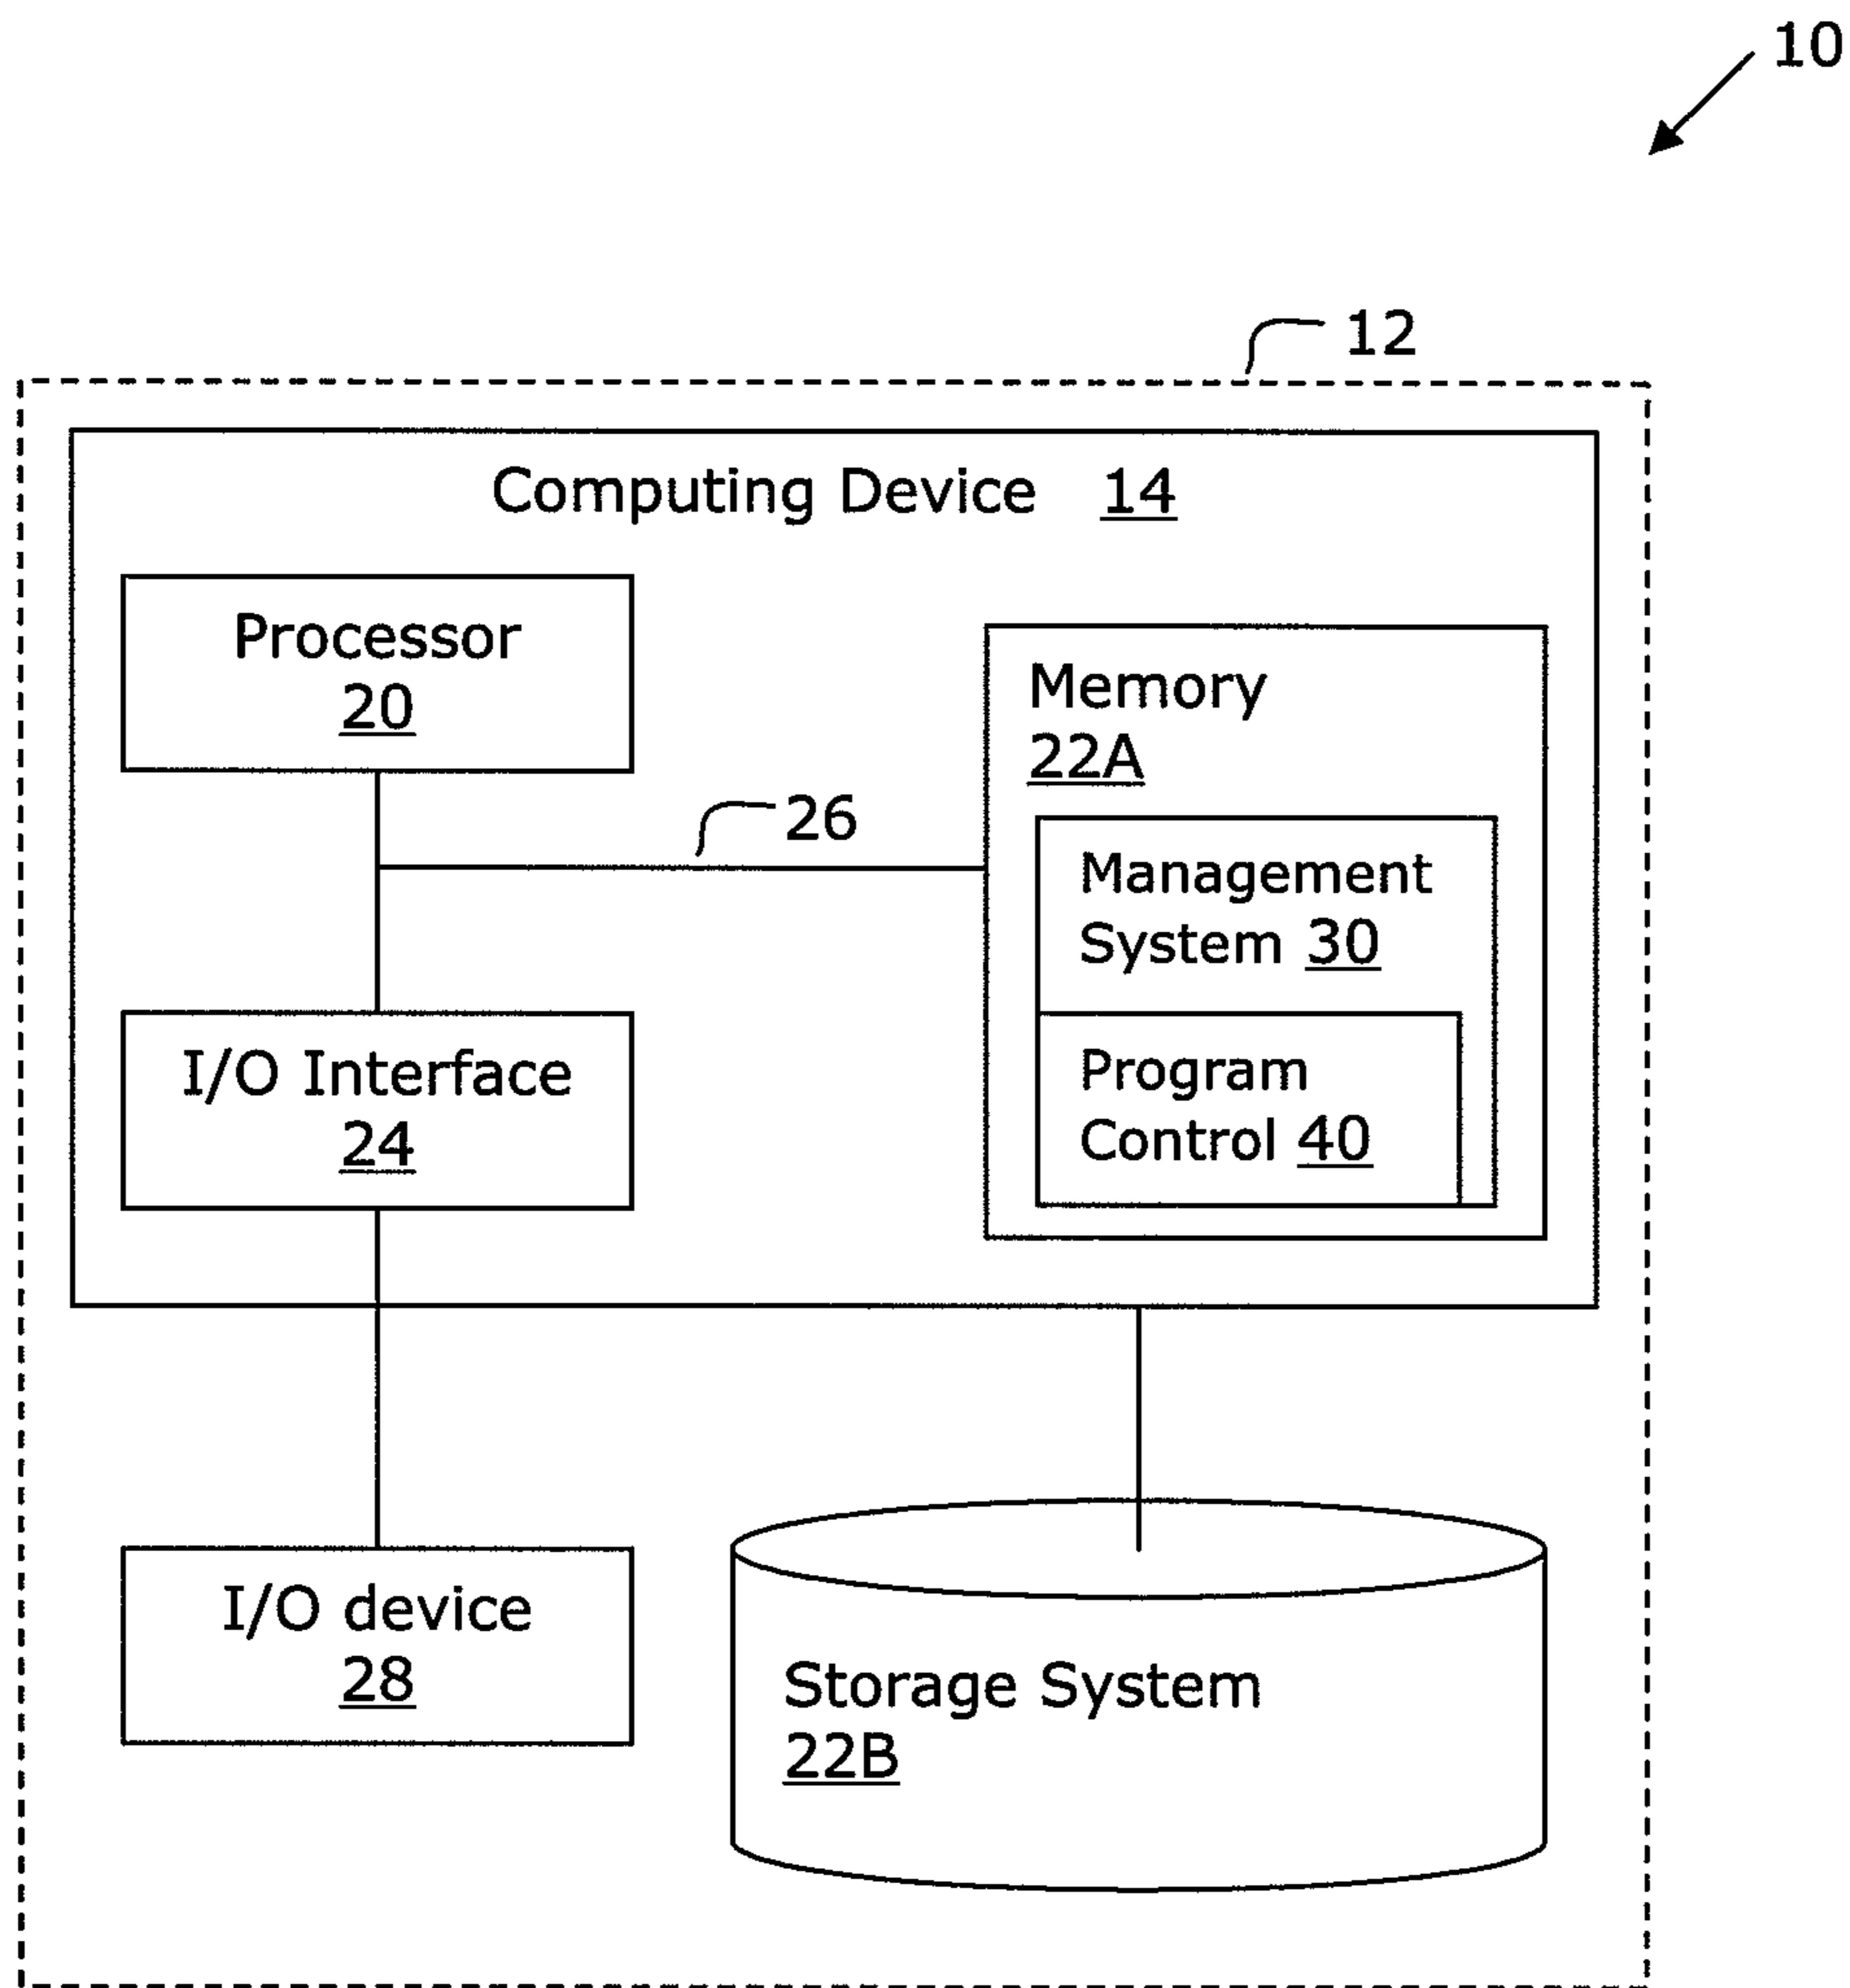 10
12
Computing Device 14
Processor
20
Memory
22A
26
Management
System 30
I/O Interface
24
Program
Control 40
I/O device
28
Storage System
22B